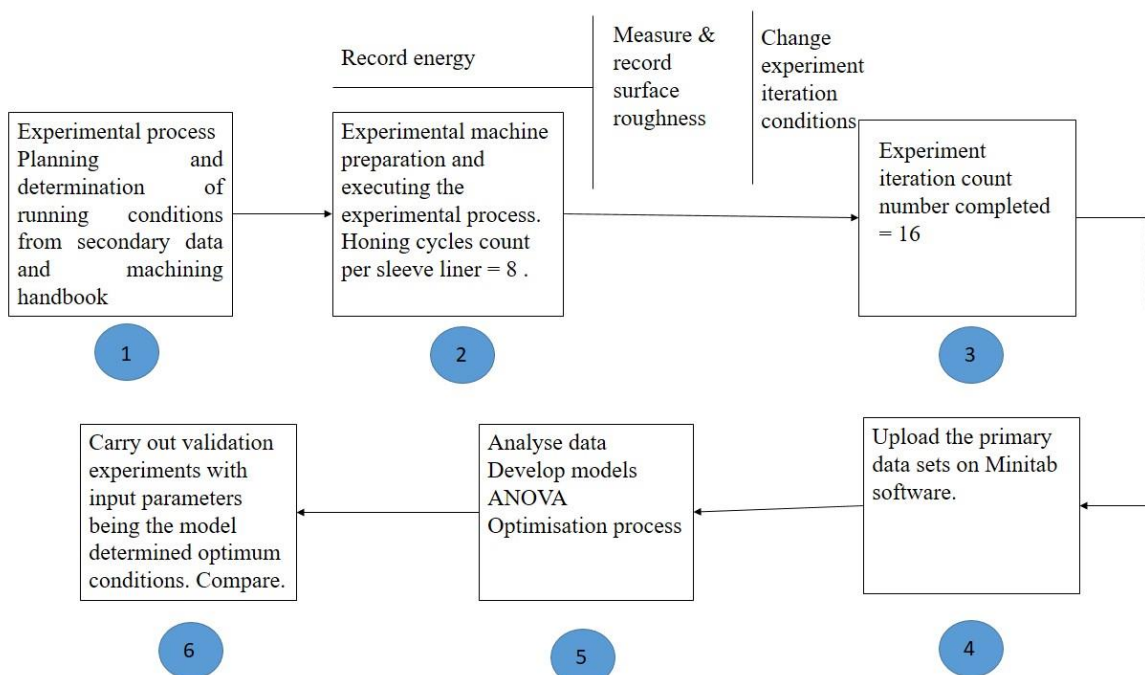 Record energy
Measure &
record
surface
roughness
Change
experiment
iteration
conditions
Experimental process
Planning and
determination of
running conditions
from secondary data
and machining
handbook
1
Experimental machine
preparation and
executing the
experimental process.
Honing cycles count
per sleeve liner = 8 .
2
Experiment
iteration count
number completed
= 16
3
Upload the primary
data sets on Minitab
software.
4
Analyse data
Develop models
ANOVA
Optimisation process
5
Carry out validation
experiments with
input parameters
being the model
determined optimum
conditions. Compare.
6